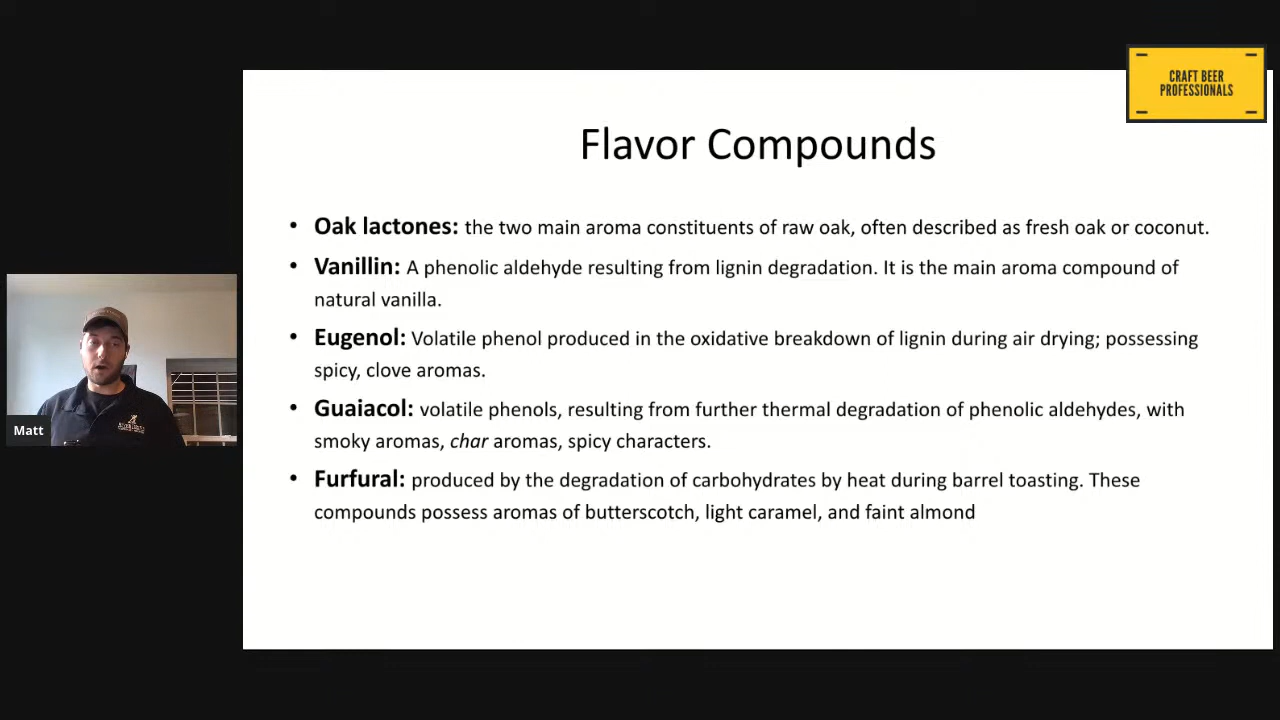 CRAFT BEER
PROFESSIONALS
Flavor Compounds
• Oak lactones: the two main aroma constituents of raw oak, often described as fresh oak or coconut.
• Vanillin: A phenolic aldehyde resulting from lignin degradation. It is the main aroma compound of
natural vanilla.
• Eugenol: Volatile phenol produced in the oxidative breakdown of lignin during air drying; possessing
spicy, clove aromas.
• Guaiacol: volatile phenols, resulting from further thermal degradation of phenolic aldehydes, with
smoky aromas, char aromas, spicy characters.
• Furfural: produced by the degradation of carbohydrates by heat during barrel toasting. These
compounds possess aromas of butterscotch, light caramel, and faint almond
Matt